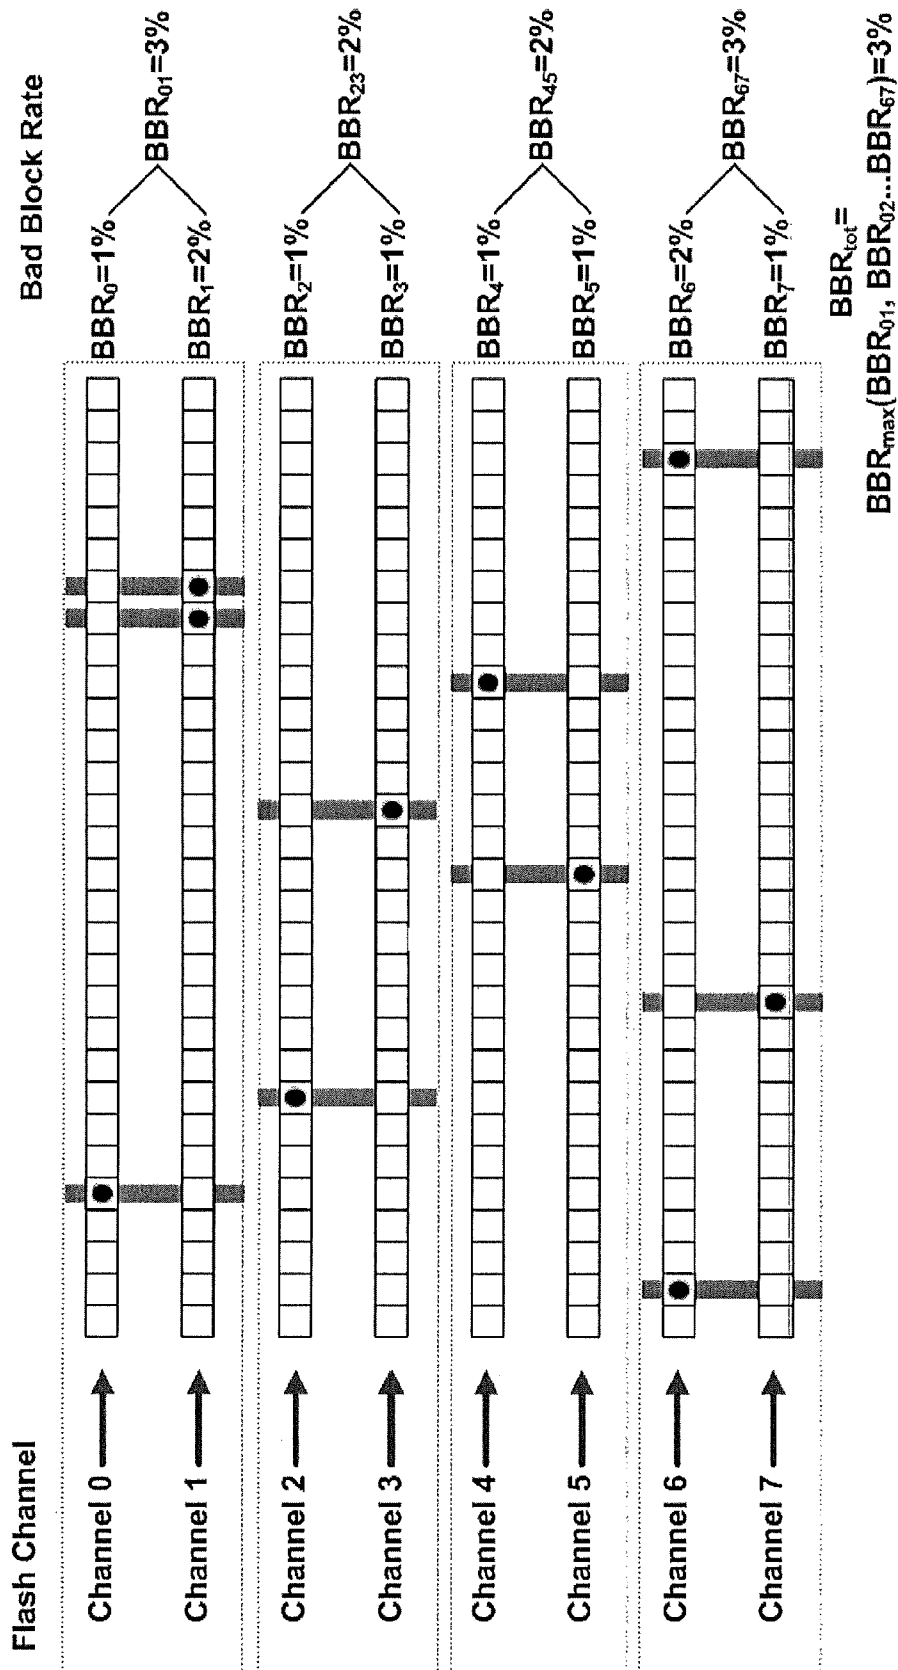 Flash Channel
Bad Block Rate
Channel 0
BBR0=1%
Channel 1
BBR1=2%
BBR01=3%
Channel 2
BBR2=1%
Channel 3
BBR3=1%
BBR23=2%
Channel 4
BBR4=1%
Channel 5
BBR5=1%
BBR45=2%
Channel 6
BBR6=2%
Channel 7
BBR7=1%
BBR67=3%
BBRtot=
BBRmax(BBR01, BBR02...BBR67)=3%